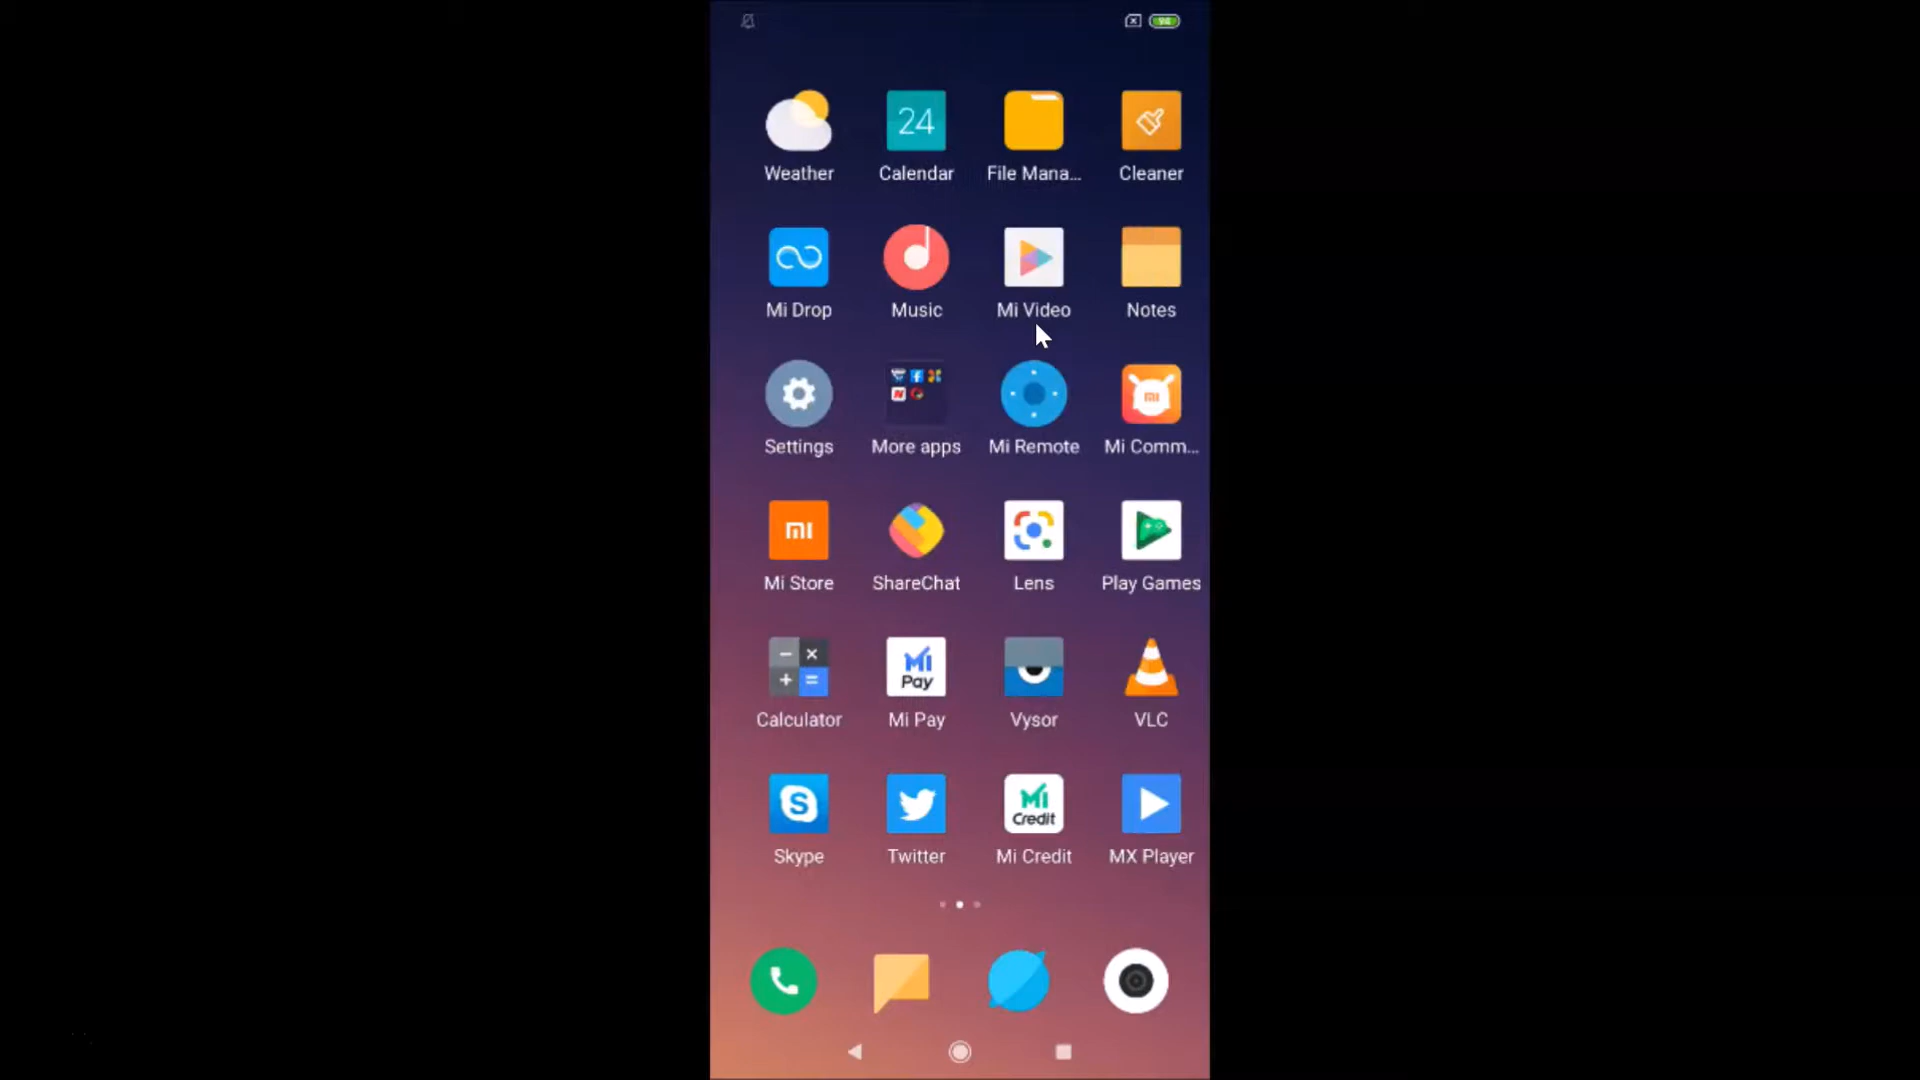 Weather Calendar File Mana... Cleaner
24
Mi Drop Music Mi Video Notes
Settings More apps Mi Remote Mi Comm...
mi
mi
Mi Store ShareChat Lens Play Games
Mi
Pay
Calculator Mi Pay Vysor VLC
S
Mi
Credit
Skype Twitter Mi Credit MX Player